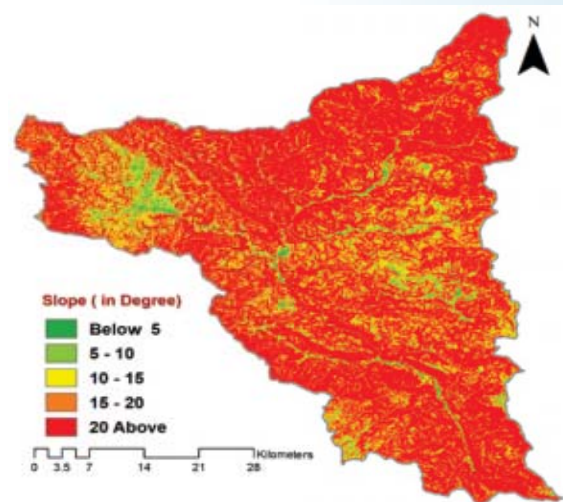 N
Slope ( in Degree)
Below 5
5 - 10
10 - 15
15 - 20
20 Above
Kilometers
0 3.5 7 14 21 28